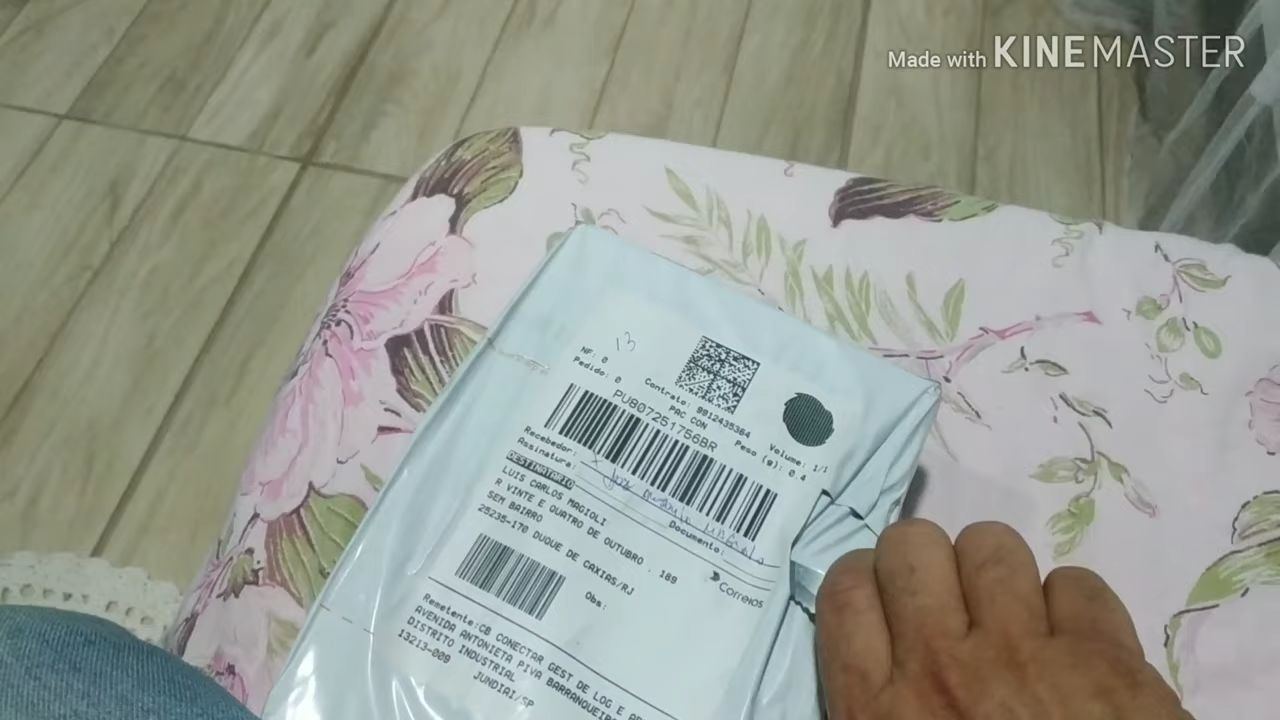 Made with KINEMASTER
13
NF: 0
Pedido: 0
Contrato: 9912435364
PAC CON
Volume: 1/1
Peso (g): 0.4
PU807251756BR
Recebedor:
Assinatura:
Documento:
DESTINATÁRIO
LUIS CARLOS MAGIOLI
R VINTE E QUATRO DE OUTUBRO . 189
SEM BAIRRO
25235-170 DUQUE DE CAXIAS/RJ
Correios
Obs:
Remetente:CB CONECTAR GEST DE LOG E
AVENIDA ANTONIETA PIVA BARRANQUEIRO
DISTRITO INDUSTRIAL
13213-009
JUNDIAI/SP